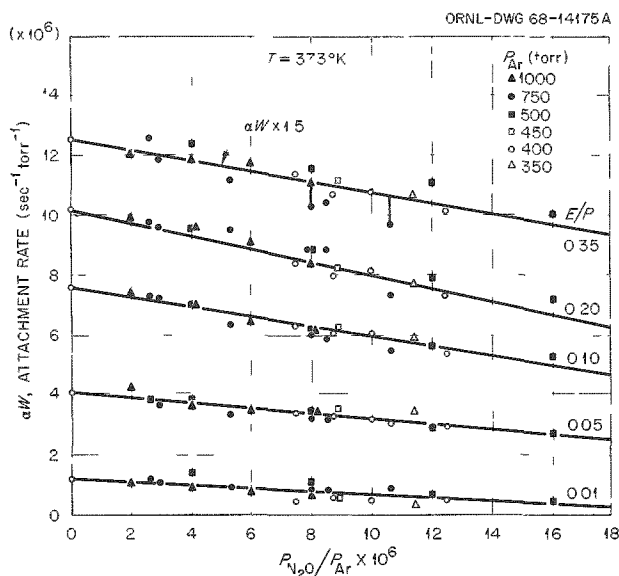 ORNL-DWG 68-14175A
(×10⁶)
T = 373°K
P_Ar (torr)
▲ 1000
● 750
■ 500
450
○ 400
△ 350
αW × 1 5
E/P
0 35
0 20
0 10
0 05
0 01
14
12
10
8
6
4
2
0
αW, ATTACHMENT RATE (sec⁻¹ torr⁻¹)
0 2 4 6 8 10 12 14 16 18
P_N₂O/P_Ar × 10⁶